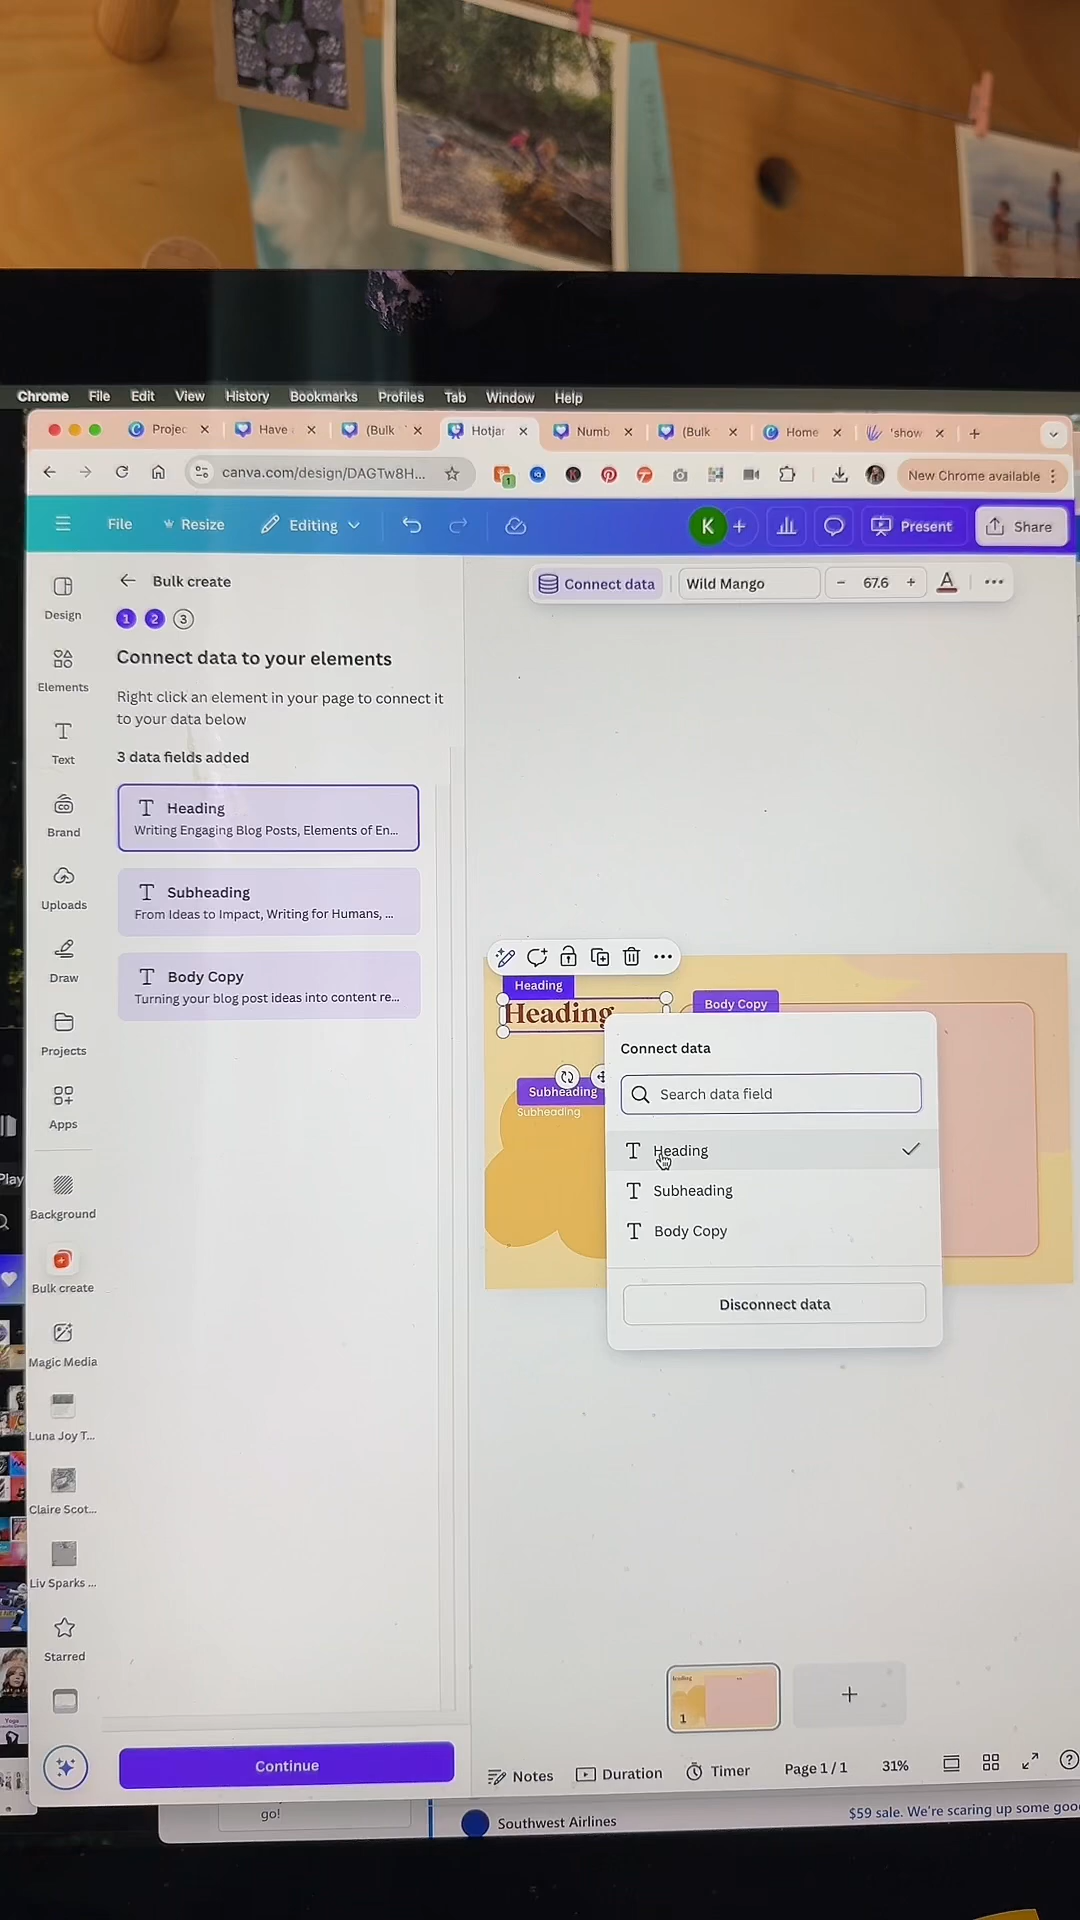 Chrome File Edit View History Bookmarks Profiles Tab Window Help
Projec Have (Bulk Hotjar Numb (Bulk Home 'show
canva.com/design/DAGTw8H... New Chrome available
File Resize Editing K Present Share
Design
Elements
Text
Brand
Uploads
Draw
Projects
Apps
Background
Bulk create
Magic Media
Luna Joy T...
Claire Scot...
Liv Sparks ...
Starred
Play
Bulk create
1 2 3
Connect data to your elements
Right click an element in your page to connect it
to your data below
3 data fields added
T Heading
Writing Engaging Blog Posts, Elements of En...
T Subheading
From Ideas to Impact, Writing for Humans, ...
T Body Copy
Turning your blog post ideas into content re...
Continue
Connect data Wild Mango – 67.6 + A
Heading
Heading
Body Copy
Subheading
Subheading
Connect data
Search data field
T Heading
T Subheading
T Body Copy
Disconnect data
1
Notes Duration Timer Page 1 / 1 31%
go!
Southwest Airlines
$59 sale. We're scaring up some goo